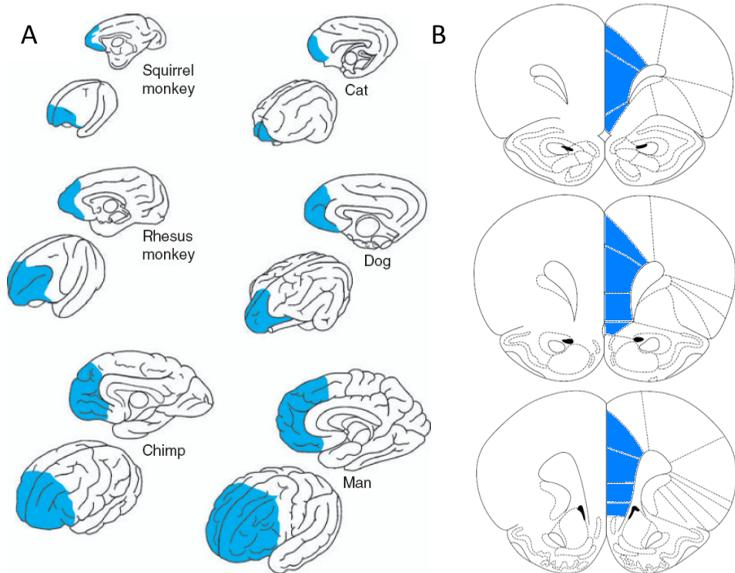 A
B
Squirrel
monkey
Cat
Rhesus
monkey
Dog
Chimp
Man